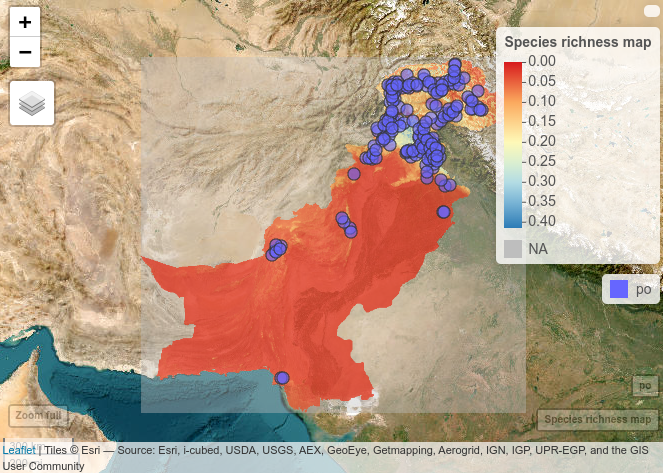 +
Species richness map
−
0.00
0.05
0.10
0.15
0.20
0.25
0.30
0.35
0.40
NA
po
po
Zoom full
Species richness map
Leaflet | Tiles © Esri — Source: Esri, i-cubed, USDA, USGS, AEX, GeoEye, Getmapping, Aerogrid, IGN, IGP, UPR-EGP, and the GIS
User Community